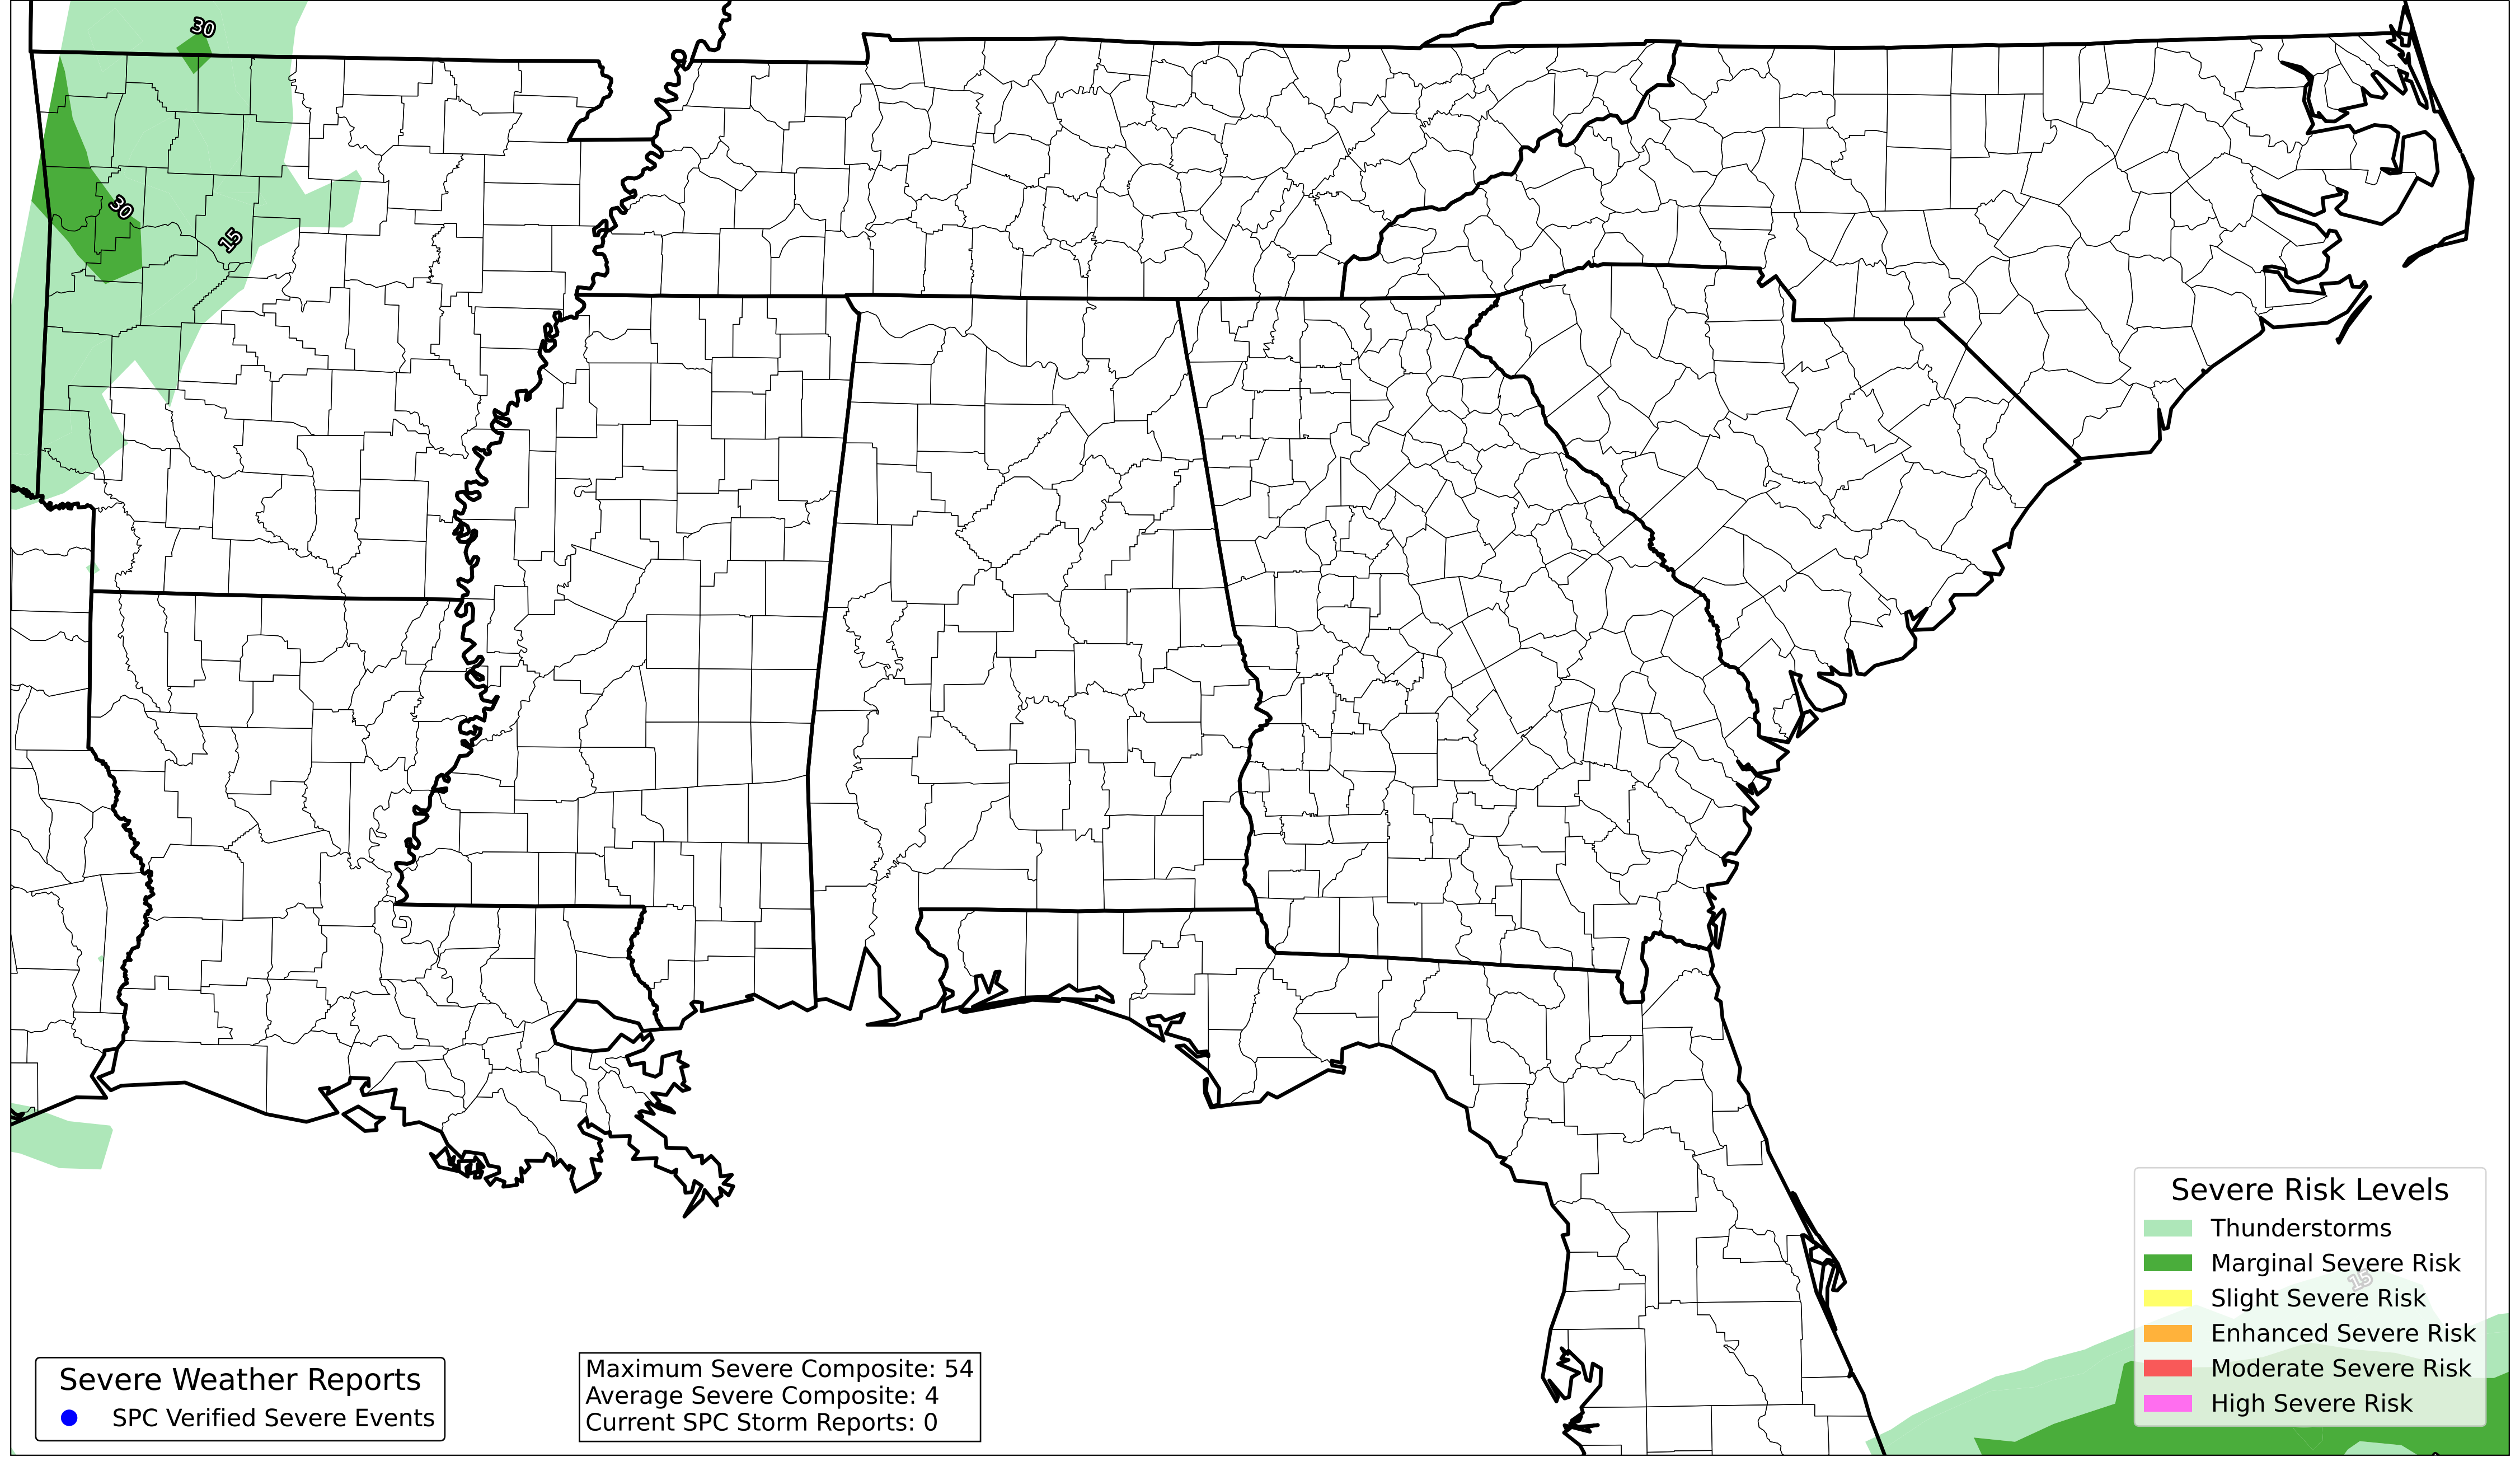 30
30
15
Severe Risk Levels
Thunderstorms
Marginal Severe Risk
15
Slight Severe Risk
Enhanced Severe Risk
Moderate Severe Risk
High Severe Risk
Severe Weather Reports
SPC Verified Severe Events
Maximum Severe Composite: 54
Average Severe Composite: 4
Current SPC Storm Reports: 0